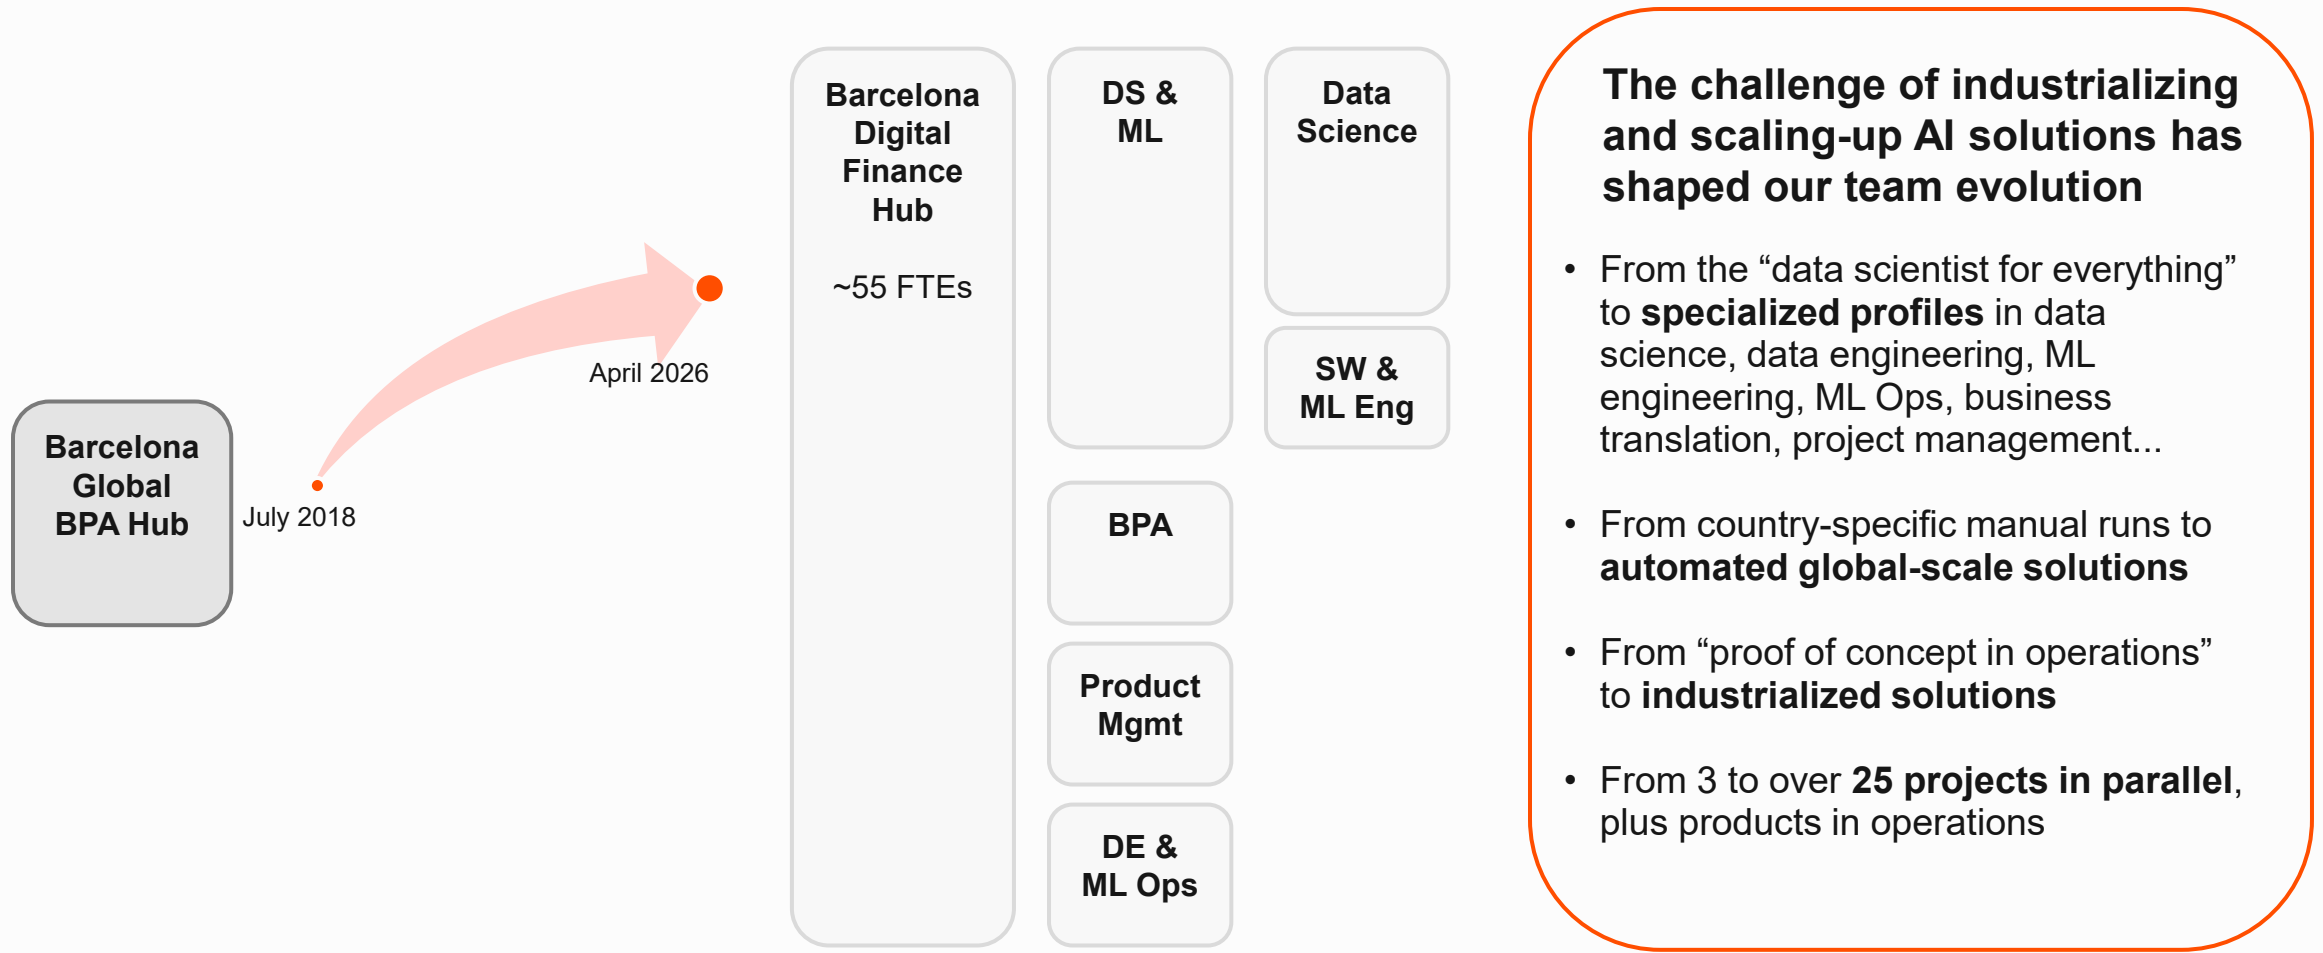 Barcelona
Global
BPA Hub
July 2018
April 2026
Barcelona
Digital
Finance
Hub
~55 FTEs
DS &
ML
BPA
Product
Mgmt
DE &
ML Ops
Data
Science
SW &
ML Eng
The challenge of industrializing
and scaling-up AI solutions has
shaped our team evolution
• From the “data scientist for everything”
to specialized profiles in data
science, data engineering, ML
engineering, ML Ops, business
translation, project management...
• From country-specific manual runs to
automated global-scale solutions
• From “proof of concept in operations”
to industrialized solutions
• From 3 to over 25 projects in parallel,
plus products in operations